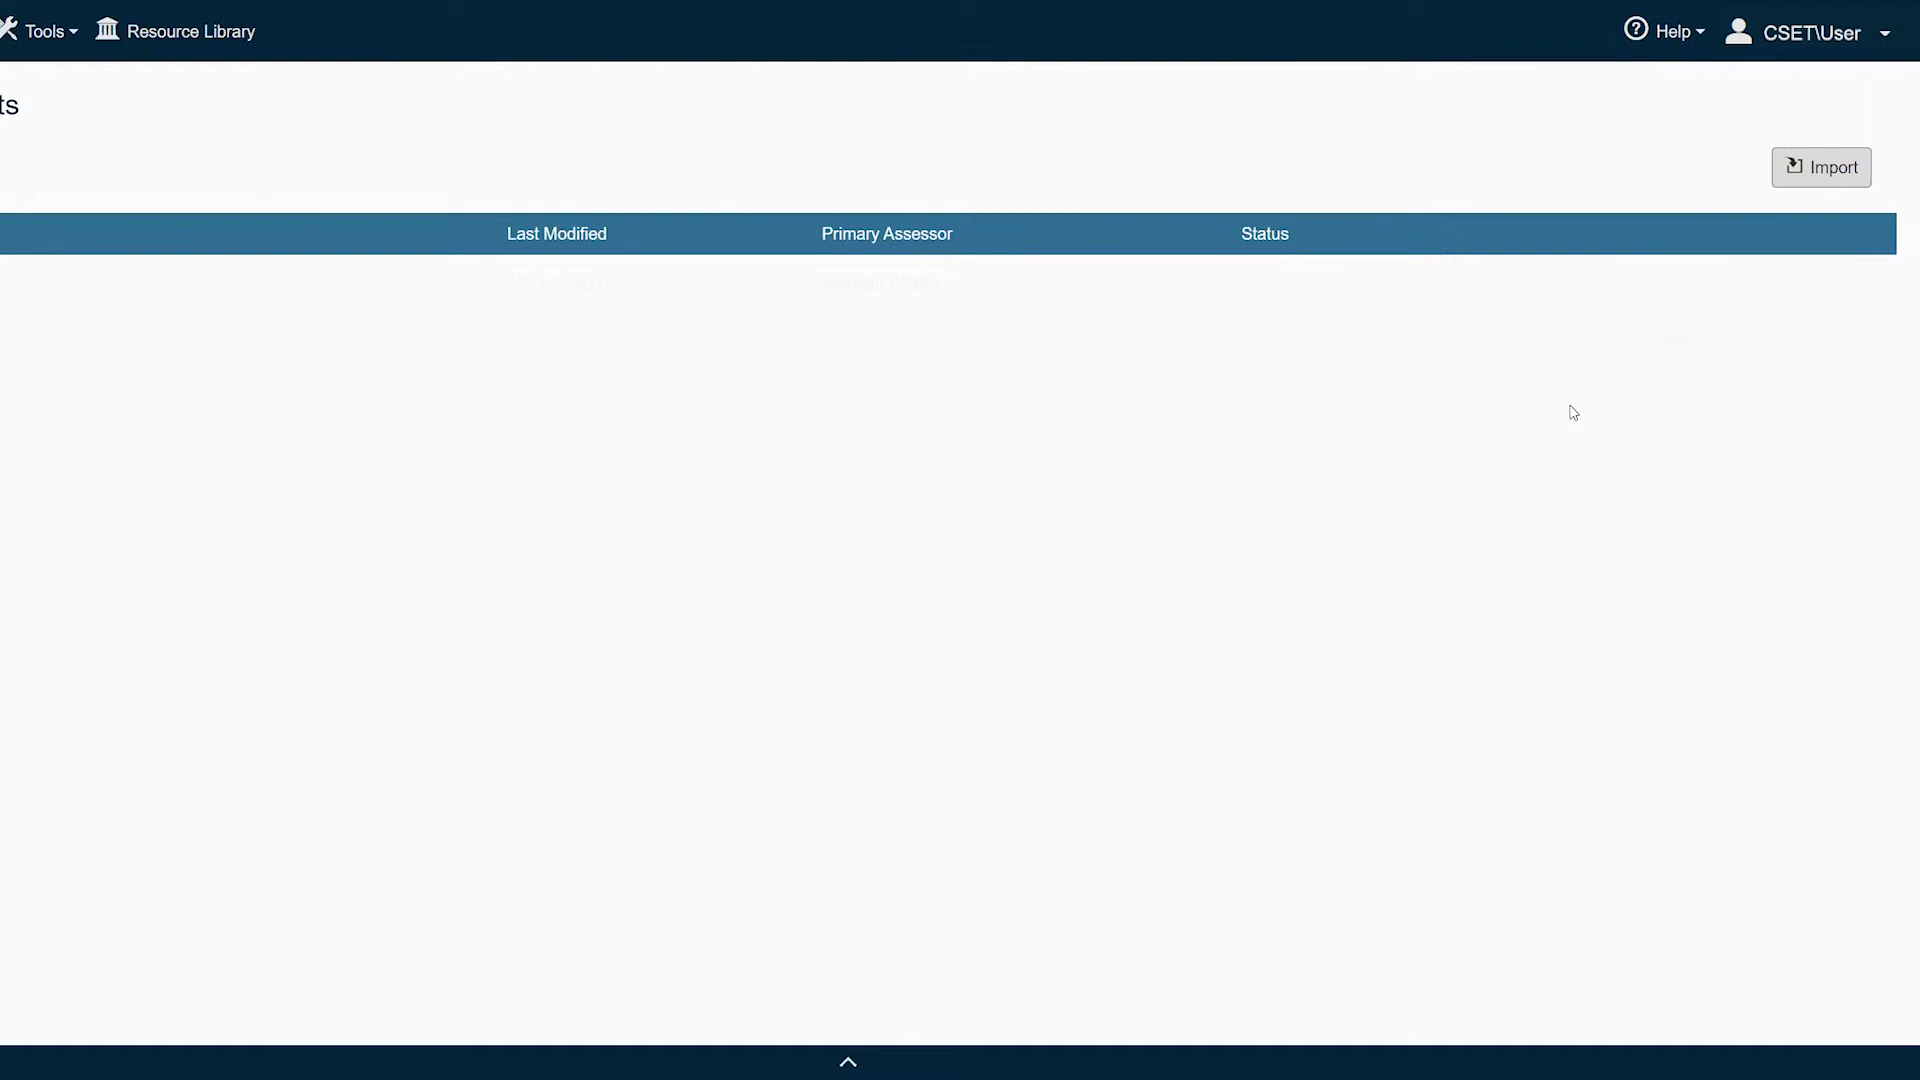 Tools
Resource Library
Help
CSET\User
ts
Import
Last Modified
Primary Assessor
Status